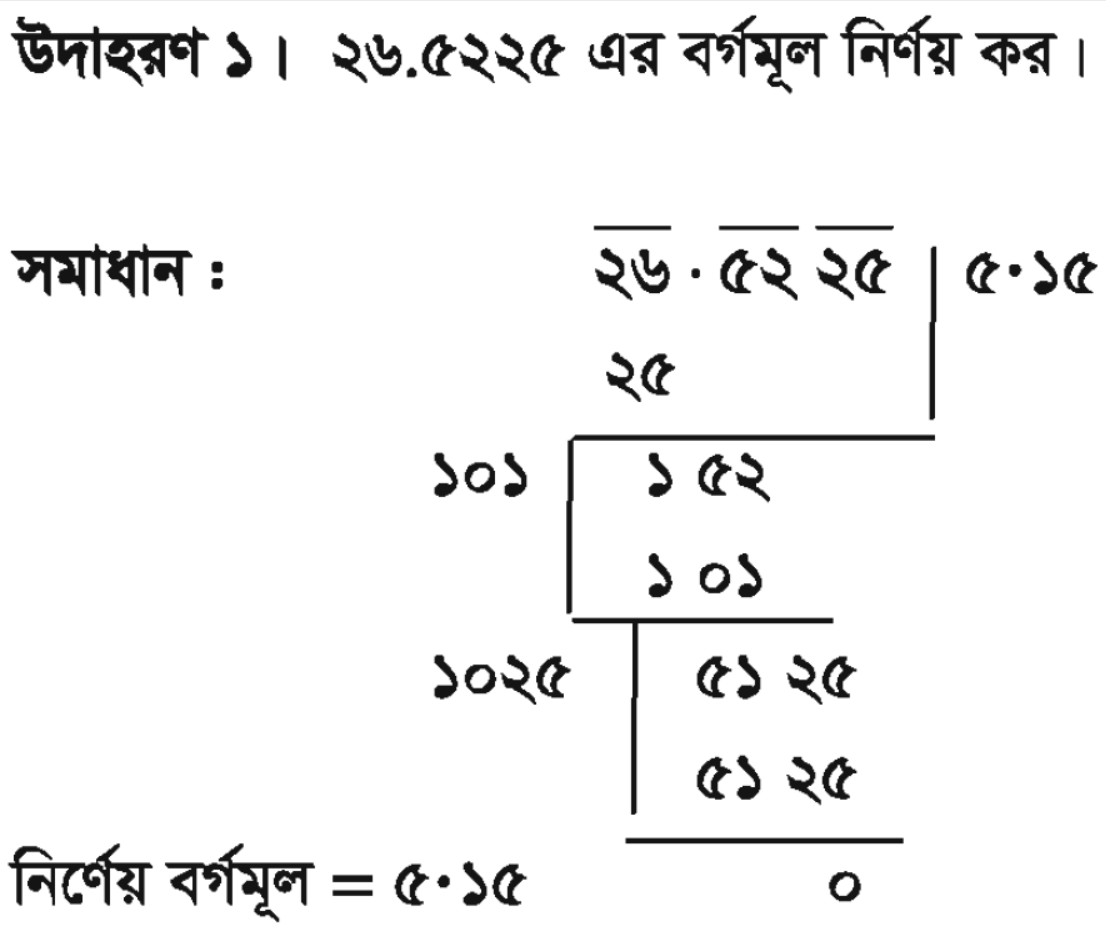 উদাহরণ ১। ২৬.৫২২৫ এর বর্গমূল নির্ণয় কর।
সমাধান : ২৬ . ৫২ ২৫ ৫·১৫
২৫
১০১ ১ ৫২
১ ০১
১০২৫ ৫১ ২৫
৫১ ২৫
নির্ণেয় বর্গমূল = ৫·১৫ ০